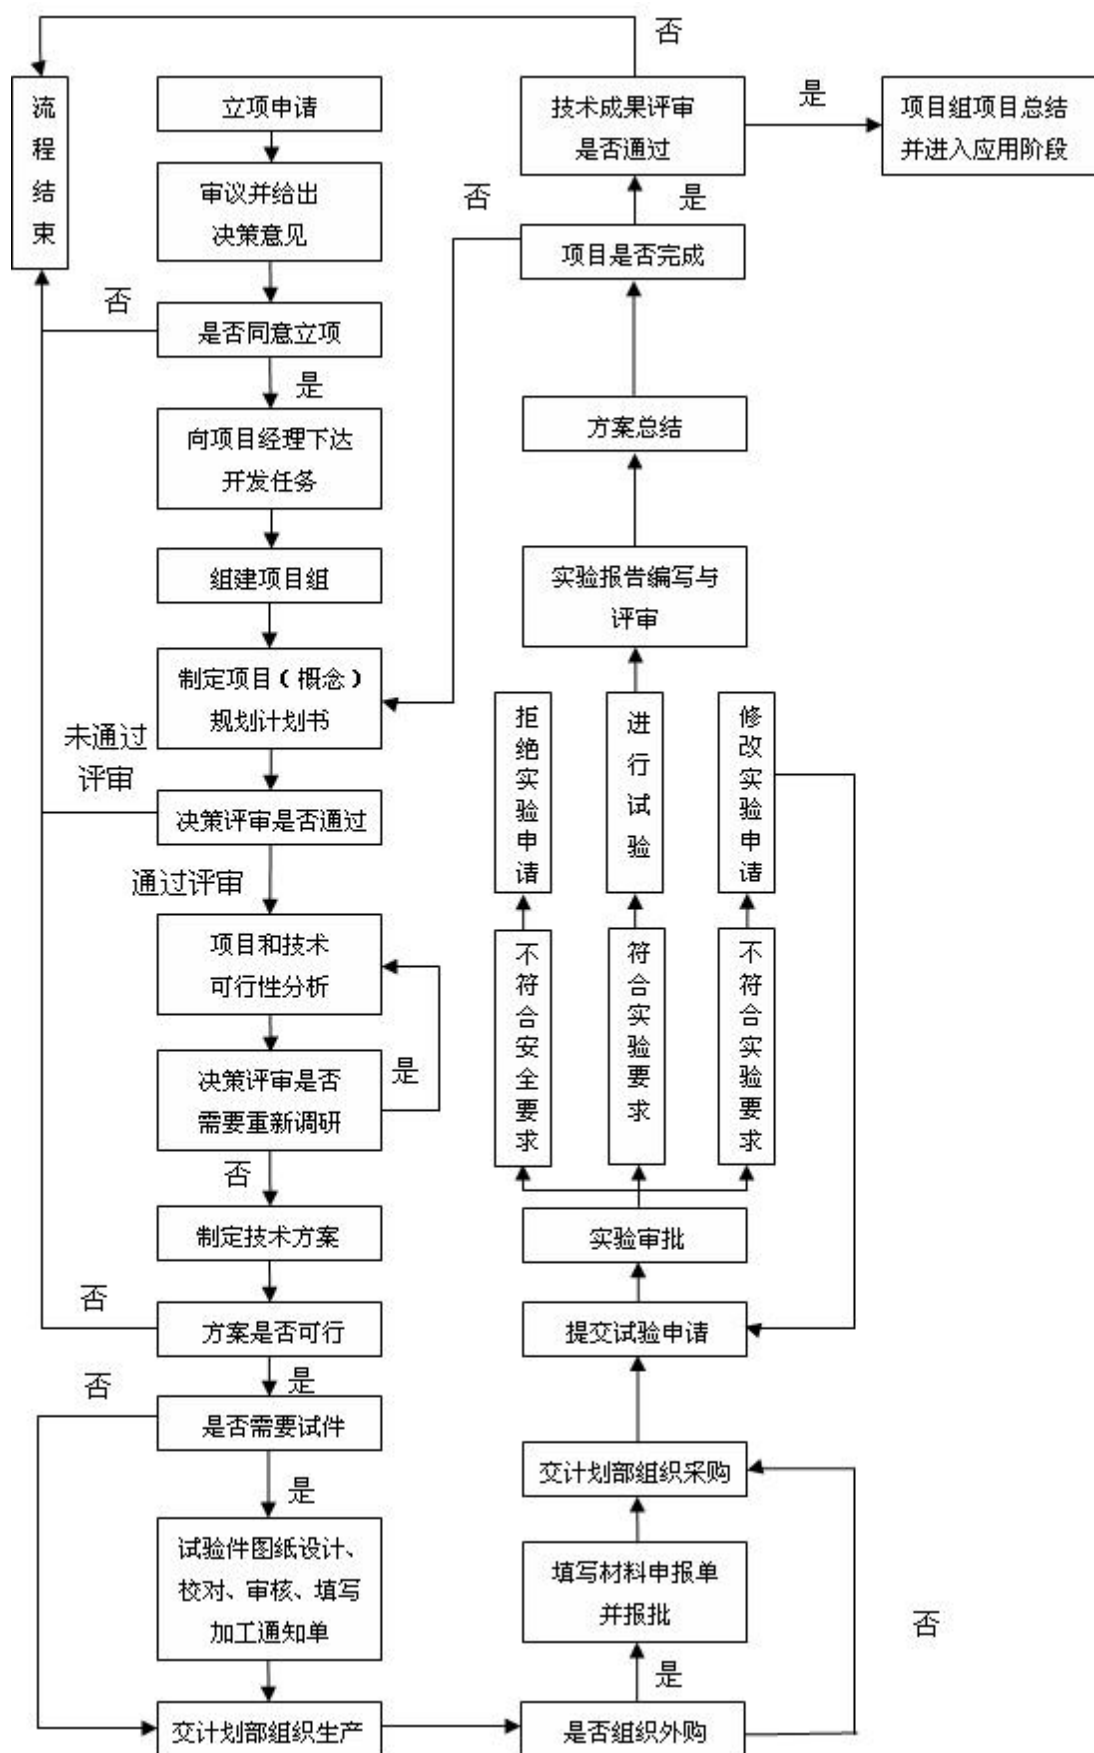 否
流程结束
立项申请
技术成果评审
是否通过
是
项目组项目总结
并进入应用阶段
审议并给出
决策意见
否
是
项目是否完成
否
是否同意立项
是
向项目经理下达
开发任务
方案总结
组建项目组
实验报告编写与
评审
制定项目（概念）
规划计划书
未通过
评审
决策评审是否通过
通过评审
拒绝实验申请
进行试验
修改实验申请
项目和技术
可行性分析
不符合安全要求
符合实验要求
不符合实验要求
决策评审是否
需要重新调研
是
否
制定技术方案
实验审批
否
方案是否可行
提交试验申请
是
否
是否需要试件
是
交计划部组织采购
试验件图纸设计、
校对、审核、填写
加工通知单
填写材料申报单
并报批
否
是
交计划部组织生产
是否组织外购